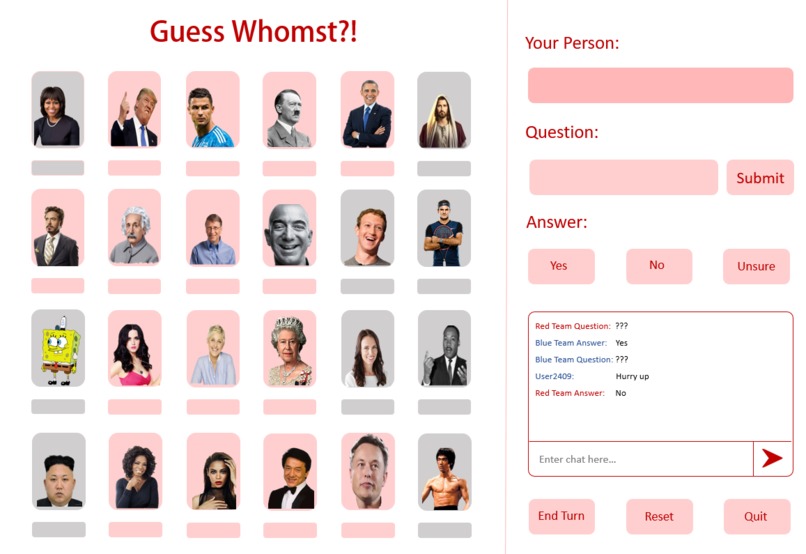 Guess Whomst?!
Your Person:
Question:
Submit
Answer:
Yes
No
Unsure
Red Team Question: ???
Blue Team Answer: Yes
Blue Team Question: ???
User2409: Hurry up
Red Team Answer: No
Enter chat here...
End Turn
Reset
Quit